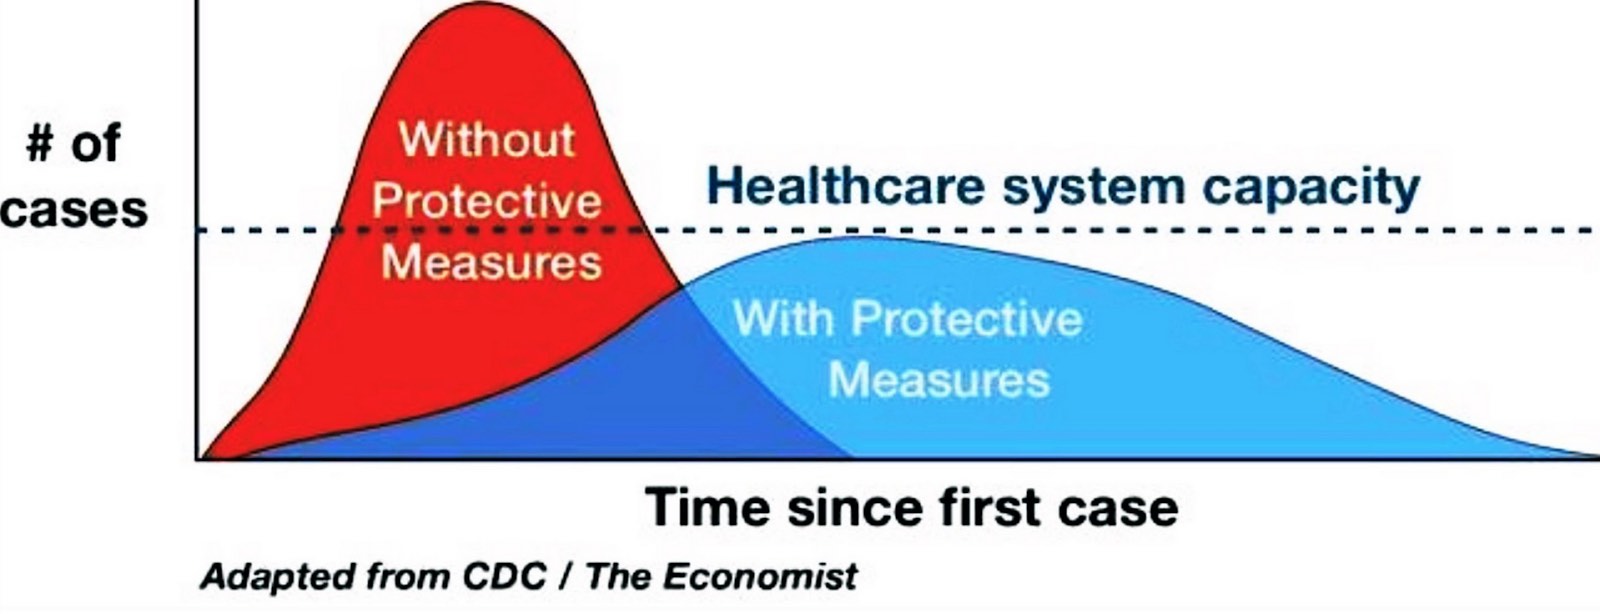 # of
cases
Without
Protective
Measures
Healthcare system capacity
With Protective
Measures
Time since first case
Adapted from CDC / The Economist